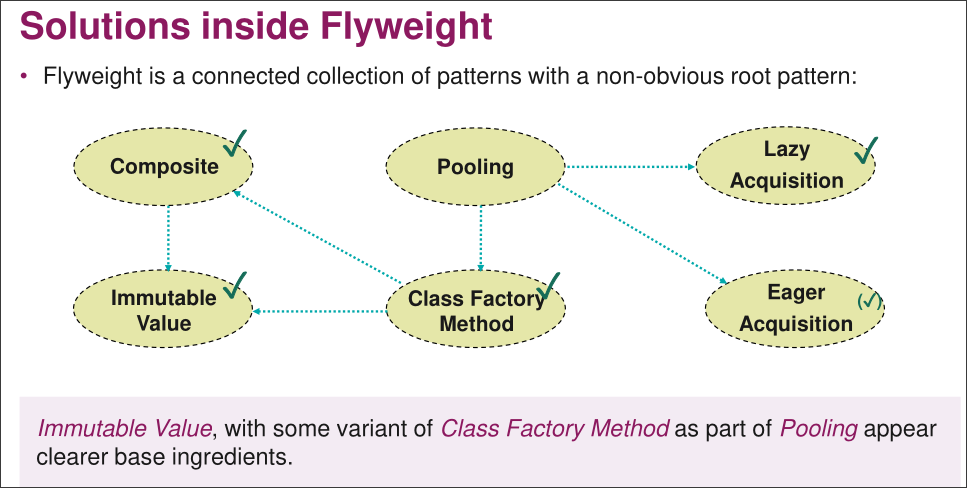 Solutions inside Flyweight
• Flyweight is a connected collection of patterns with a non-obvious root pattern:
Composite ✓
Pooling
Lazy ✓
Acquisition
Immutable ✓
Value
Class Factory ✓
Method
Eager (✓)
Acquisition
Immutable Value, with some variant of Class Factory Method as part of Pooling appear
clearer base ingredients.